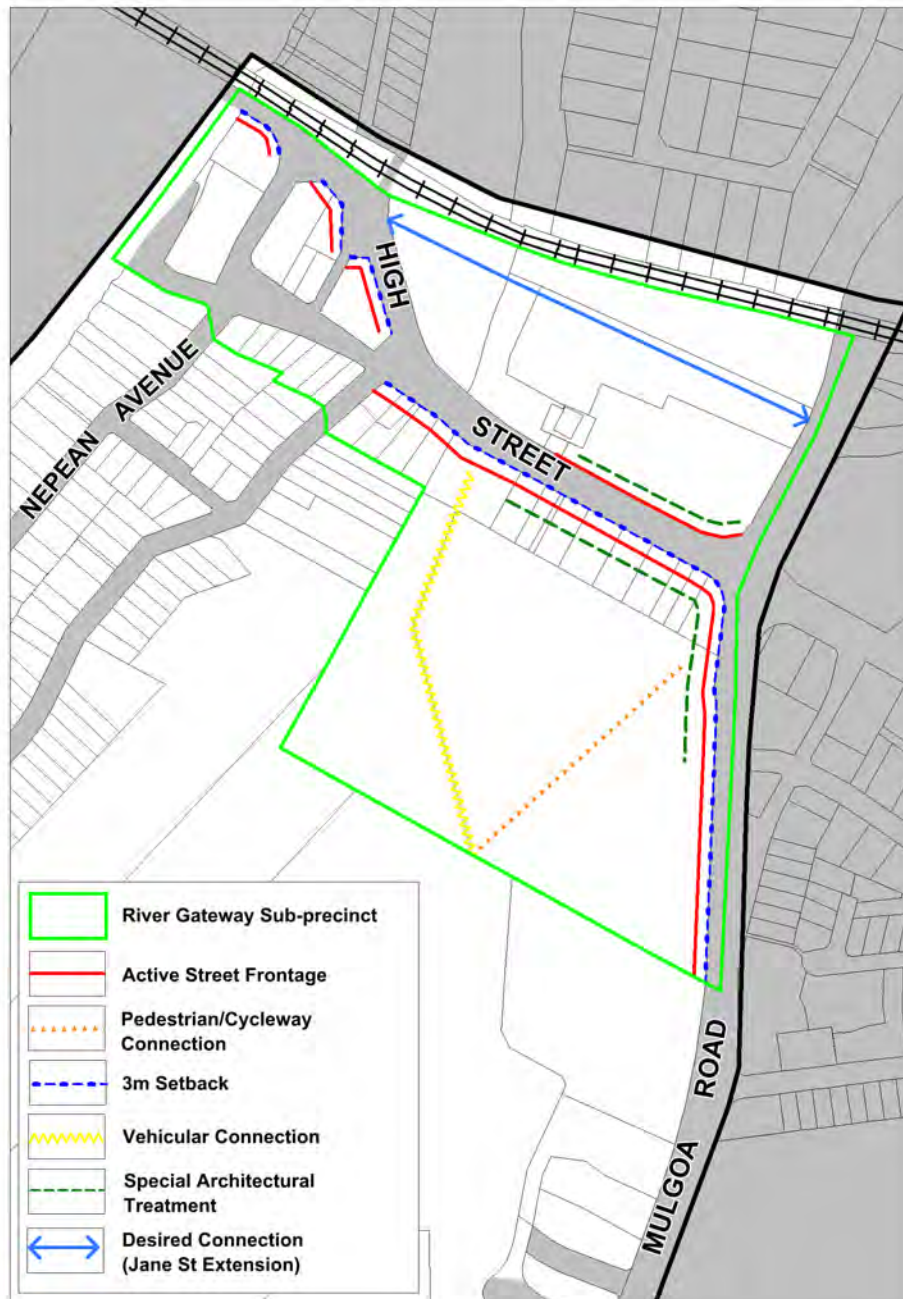 HIGH
STREET
NEPEAN AVENUE
MULGOA ROAD
River Gateway Sub-precinct
Active Street Frontage
Pedestrian/Cycleway
Connection
3m Setback
Vehicular Connection
Special Architectural
Treatment
Desired Connection
(Jane St Extension)